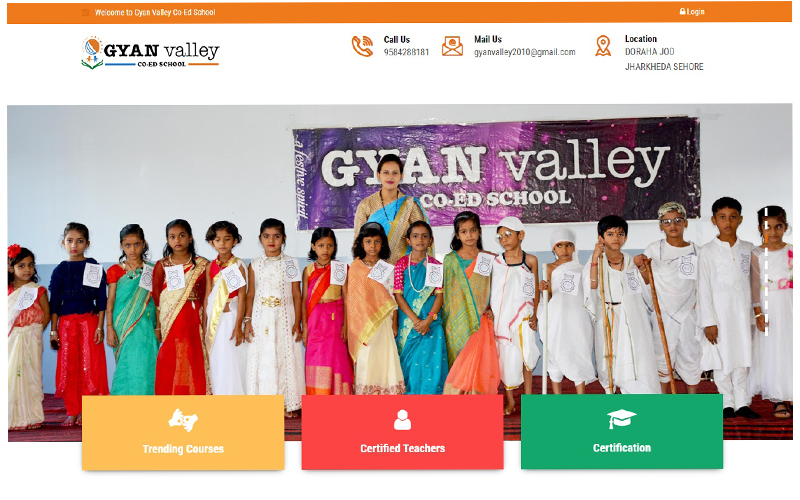 Welcome to Gyan Valley Co-Ed School
Login
GYAN valley
CO-ED SCHOOL
Call Us
9584288181
Mail Us
gyanvalley2010@gmail.com
Location
DORAHA JOD
JHARKHEDA SEHORE
a festive spirit
GYAN valley
CO-ED SCHOOL
Trending Courses
Certified Teachers
Certification